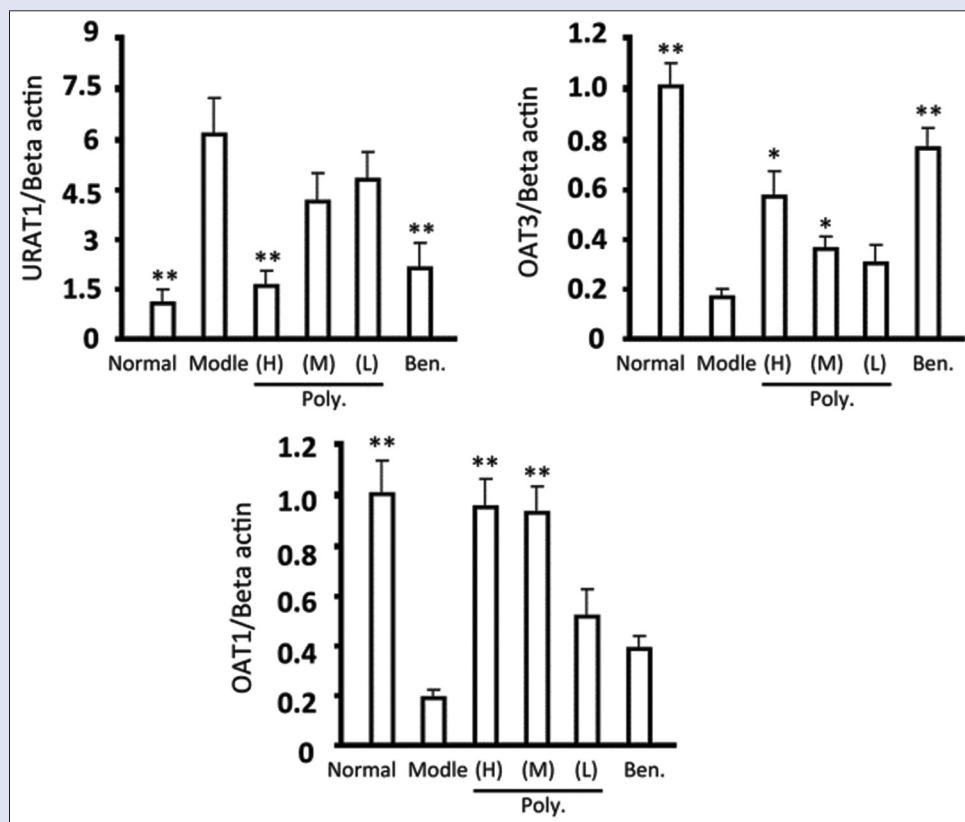 URAT1/Beta actin
9
7.5
6
4.5
3
1.5
0
** ** **
Normal Modle (H) (M) (L) Ben.
Poly.
OAT3/Beta actin
1.2
1.0
0.8
0.6
0.4
0.2
0
** * * **
Normal Modle (H) (M) (L) Ben.
Poly.
OAT1/Beta actin
1.2
1.0
0.8
0.6
0.4
0.2
0
** ** **
Normal Modle (H) (M) (L) Ben.
Poly.